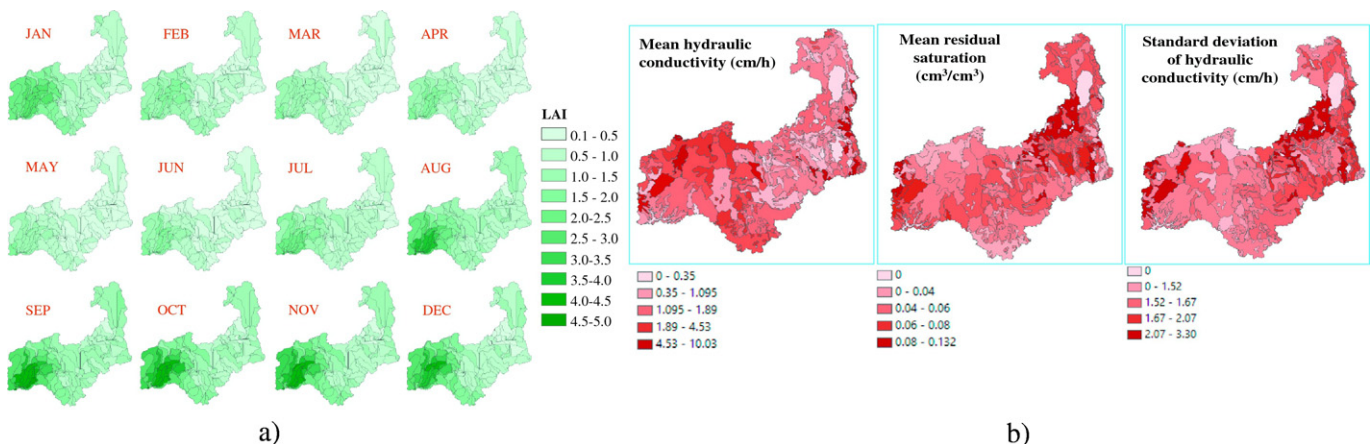 a)
JAN
FEB
MAR
APR
MAY
JUN
JUL
AUG
SEP
OCT
NOV
DEC
LAI
0.1 - 0.5
0.5 - 1.0
1.0 - 1.5
1.5 - 2.0
2.0-2.5
2.5 - 3.0
3.0-3.5
3.5-4.0
4.0-4.5
4.5-5.0
a)
Mean hydraulic
conductivity (cm/h)
0 - 0.35
0.35 - 1.095
1.095 - 1.89
1.89 - 4.53
4.53 - 10.03
Mean residual
saturation
(cm³/cm³)
0
0 - 0.04
0.04 - 0.06
0.06 - 0.08
0.08 - 0.132
Standard deviation
of hydraulic
conductivity (cm/h)
0
0 - 1.52
1.52 - 1.67
1.67 - 2.07
2.07 - 3.30
b)